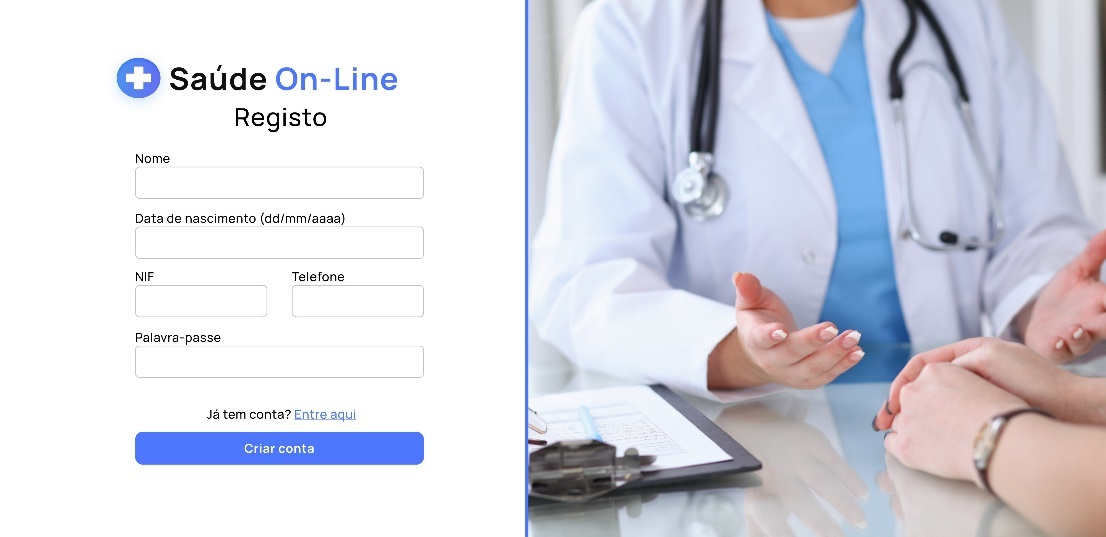 Saúde On-Line
Registo
Nome
Data de nascimento (dd/mm/aaaa)
NIF Telefone
Palavra-passe
Já tem conta? Entre aqui
Criar conta